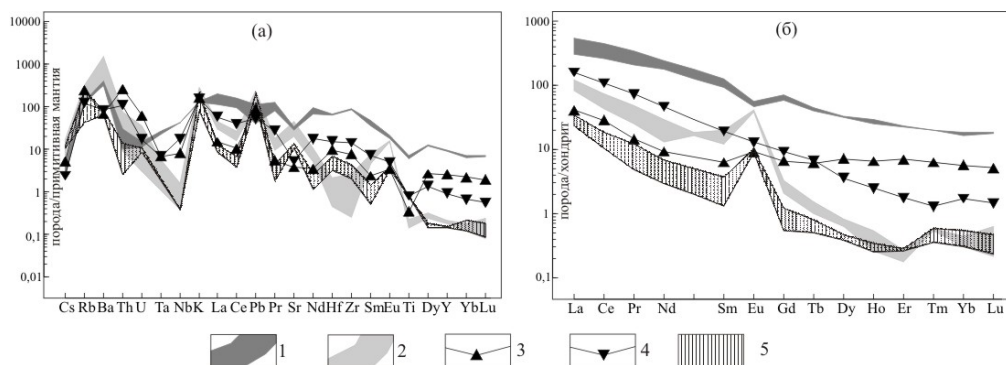 (а)
порода/примитивная мантия
10000
1000
100
10
1
0,1
0,01
Cs Rb Ba Th U Ta Nb K La Ce Pb Pr Sr Nd Hf Zr Sm Eu Ti Dy Y Yb Lu
(б)
порода/хондрит
1000
100
10
1
0,1
La Ce Pr Nd Sm Eu Gd Tb Dy Ho Er Tm Yb Lu
1 2 3 4 5